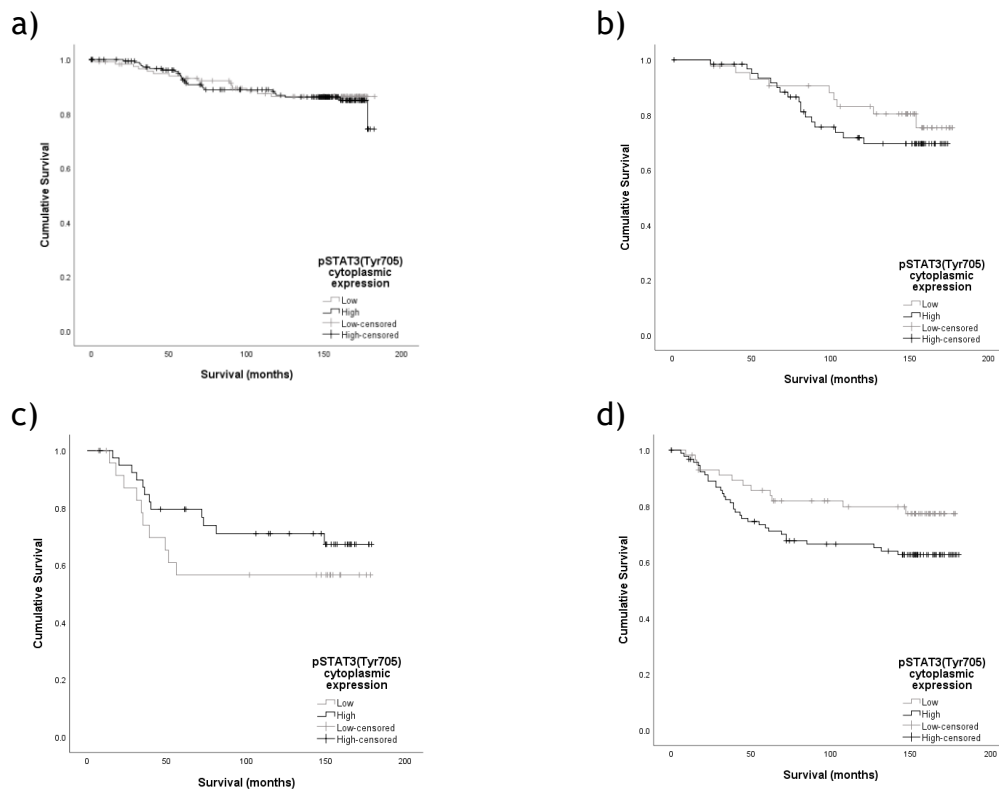 a)
1.0
0.8
0.6
0.4
0.2
0.0
Cumulative Survival
pSTAT3(Tyr705)
cytoplasmic
expression
Low
High
Low-censored
High-censored
0 50 100 150 200
Survival (months)
b)
1.0
0.8
0.6
0.4
0.2
0.0
Cumulative Survival
pSTAT3(Tyr705)
cytoplasmic
expression
Low
High
Low-censored
High-censored
0 50 100 150 200
Survival (months)
c)
1.0
0.8
0.6
0.4
0.2
0.0
Cumulative Survival
pSTAT3(Tyr705)
cytoplasmic
expression
Low
High
Low-censored
High-censored
0 50 100 150 200
Survival (months)
d)
1.0
0.8
0.6
0.4
0.2
0.0
Cumulative Survival
pSTAT3(Tyr705)
cytoplasmic
expression
Low
High
Low-censored
High-censored
0 50 100 150 200
Survival (months)